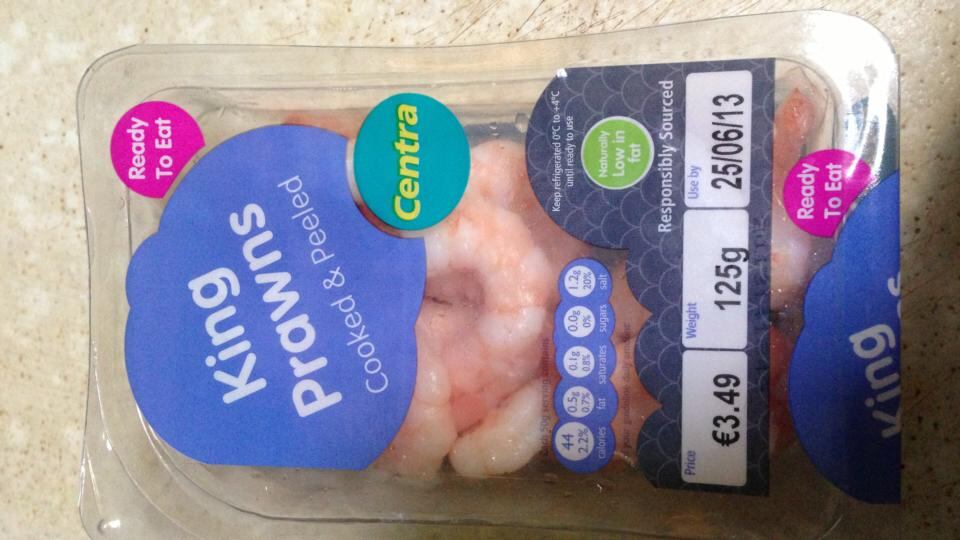 Ready
To Eat
King
Prawns
Cooked & Peeled
Centra
Keep refrigerated 0°C to +4°C
until ready to use
Naturally
Low in
fat
Responsibly Sourced
44
2.2%
calories
0.5g
0.7%
fat
0.1g
0.8%
saturates
0.0g
0%
sugars
1.2g
20%
salt
Price
€3.49
Weight
125g
Use by
25/06/13
Ready
To Eat
King